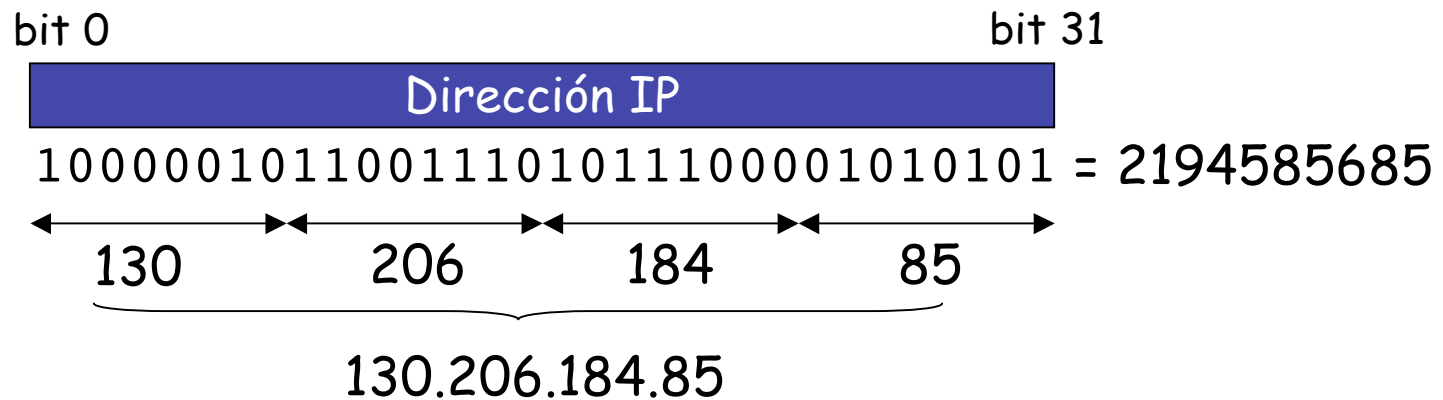 bit 0 bit 31
Dirección IP
10000010110011101011100001010101 = 2194585685
130 206 184 85
130.206.184.85